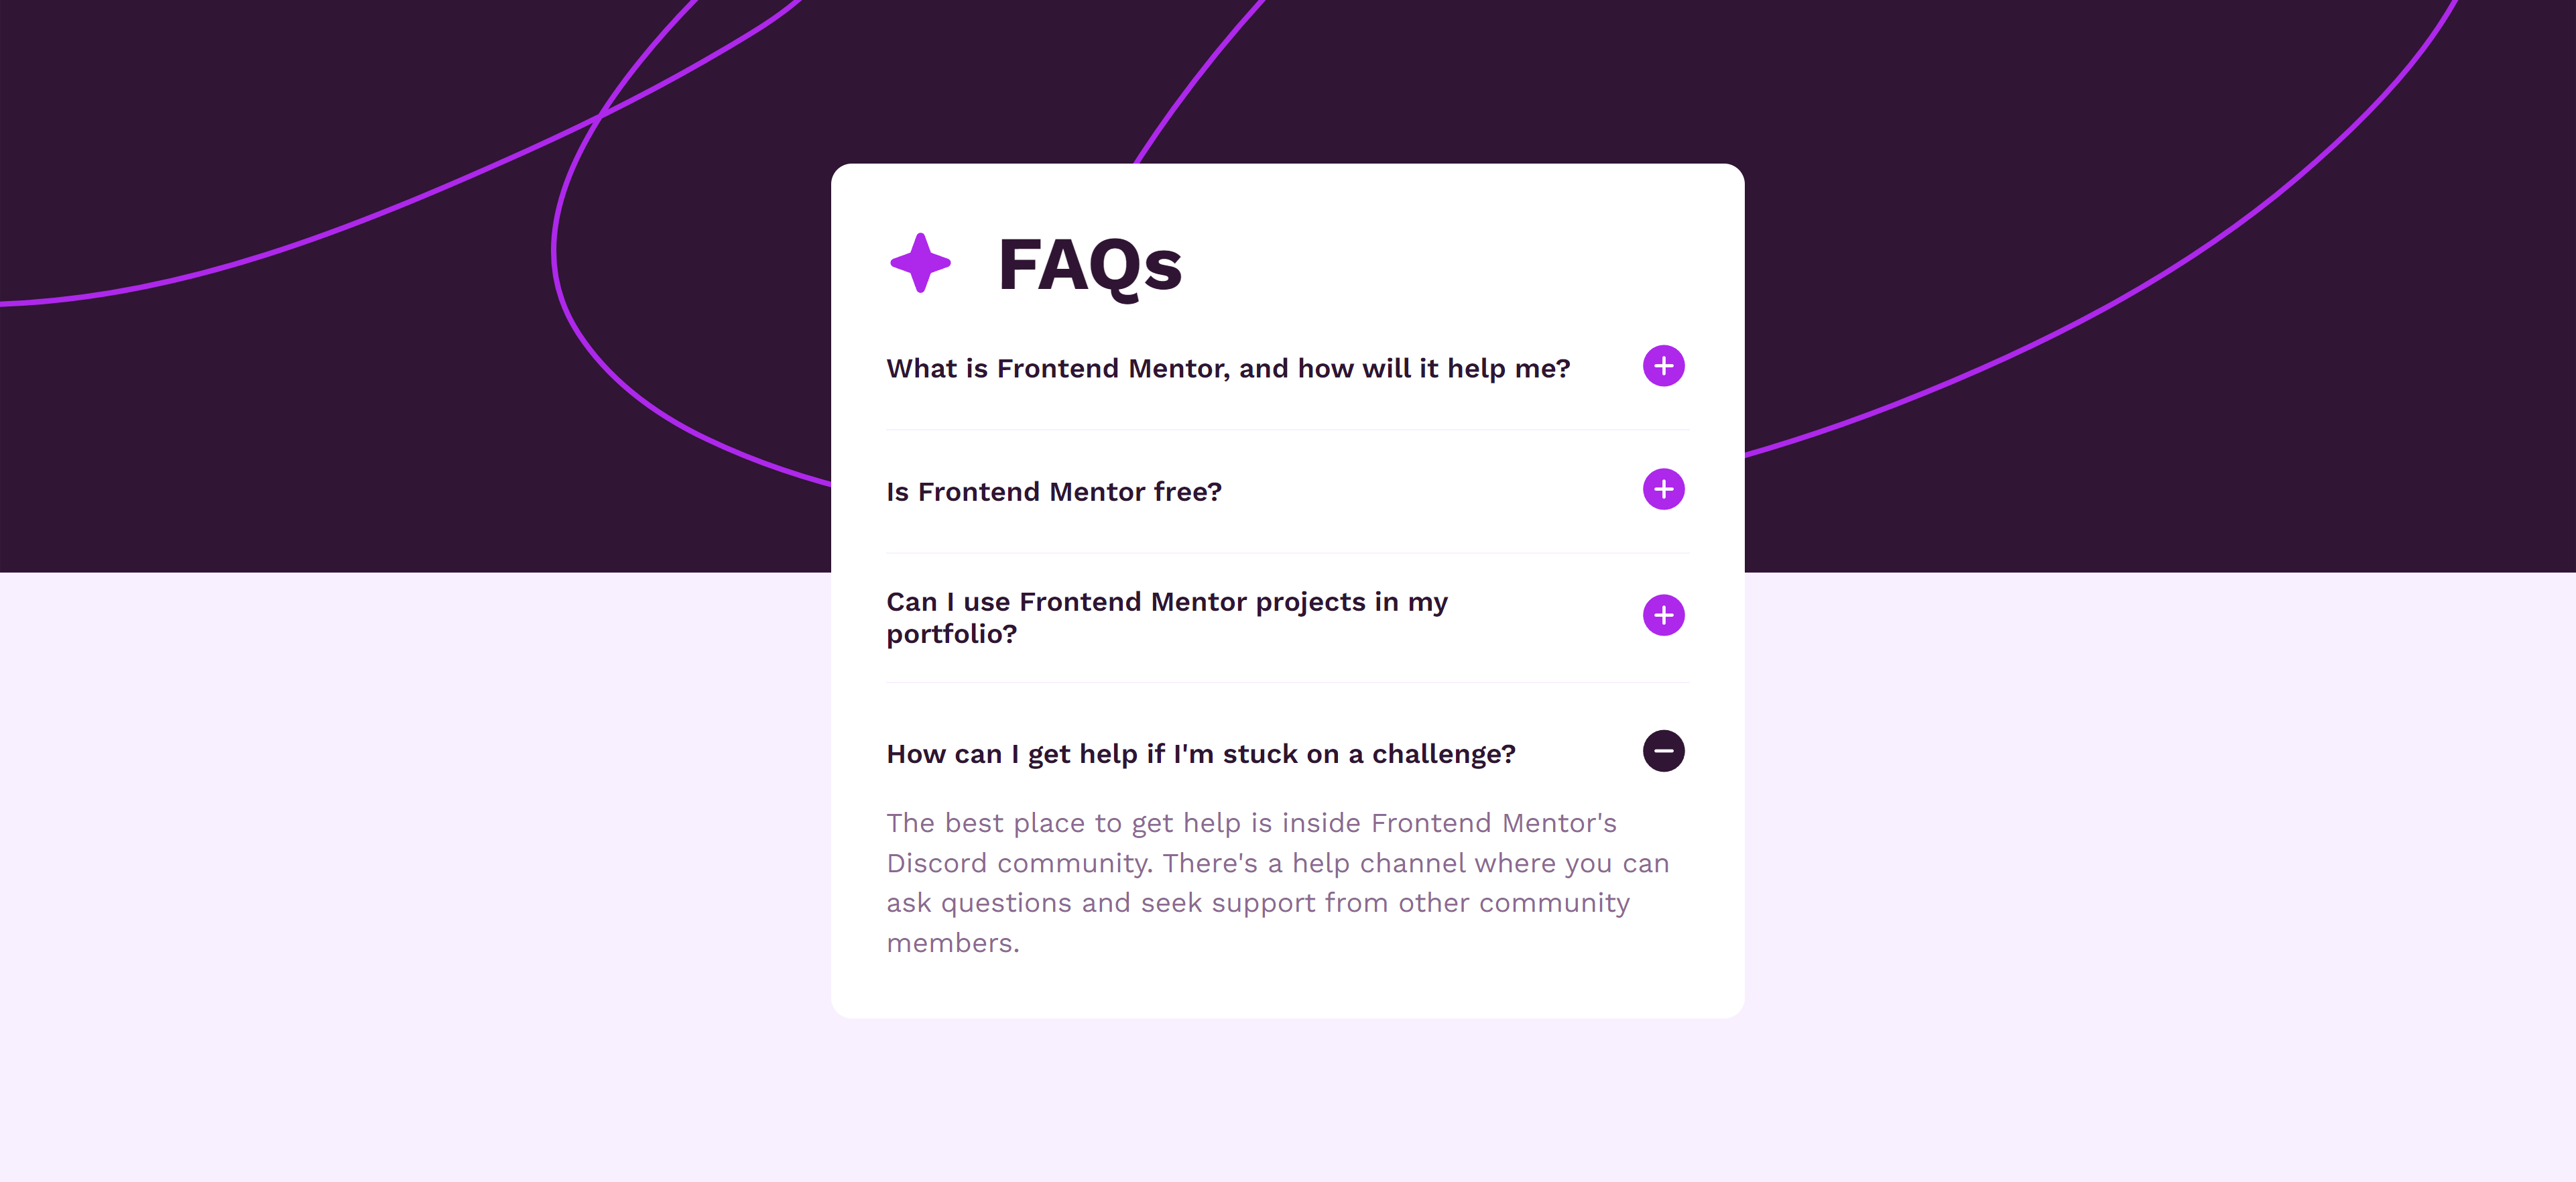 FAQs
What is Frontend Mentor, and how will it help me?
Is Frontend Mentor free?
Can I use Frontend Mentor projects in my
portfolio?
How can I get help if I'm stuck on a challenge?
The best place to get help is inside Frontend Mentor's
Discord community. There's a help channel where you can
ask questions and seek support from other community
members.